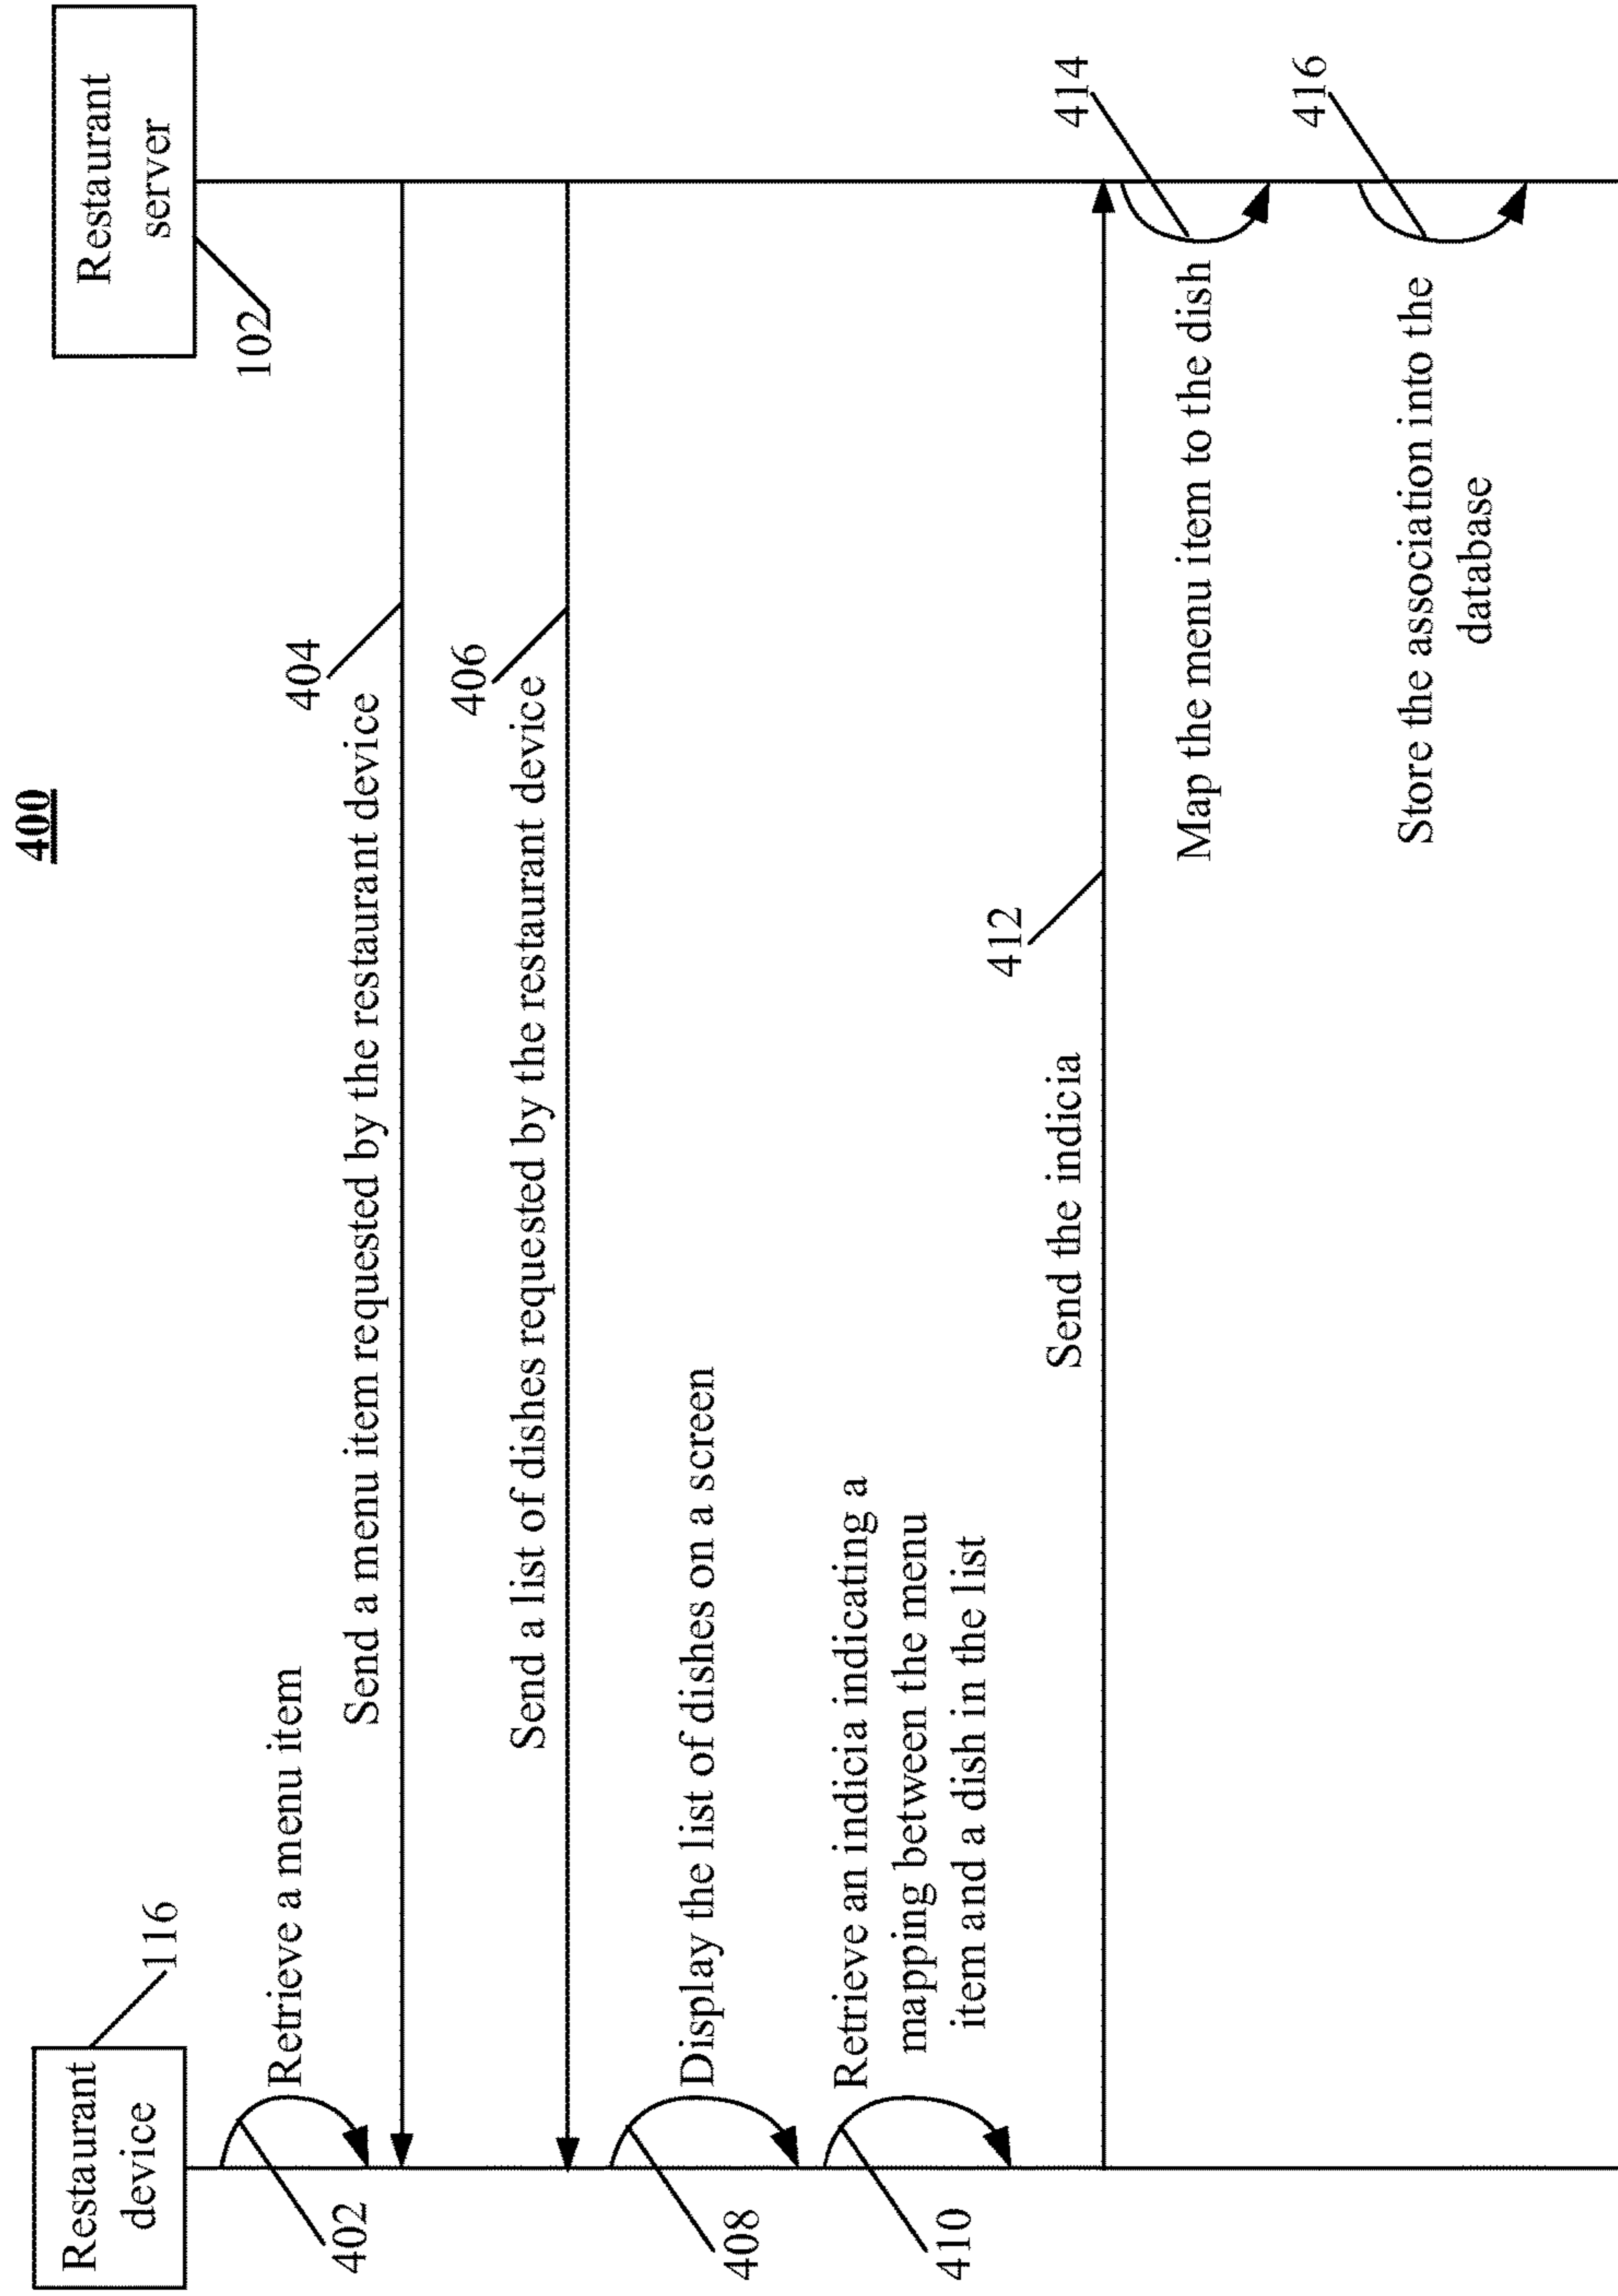 400
Restaurant
device
116
Restaurant
server
102
402
Retrieve a menu item
404
Send a menu item requested by the restaurant device
406
Send a list of dishes requested by the restaurant device
408
Display the list of dishes on a screen
410
Retrieve an indicia indicating a
mapping between the menu
item and a dish in the list
412
Send the indicia
414
Map the menu item to the dish
416
Store the association into the
database